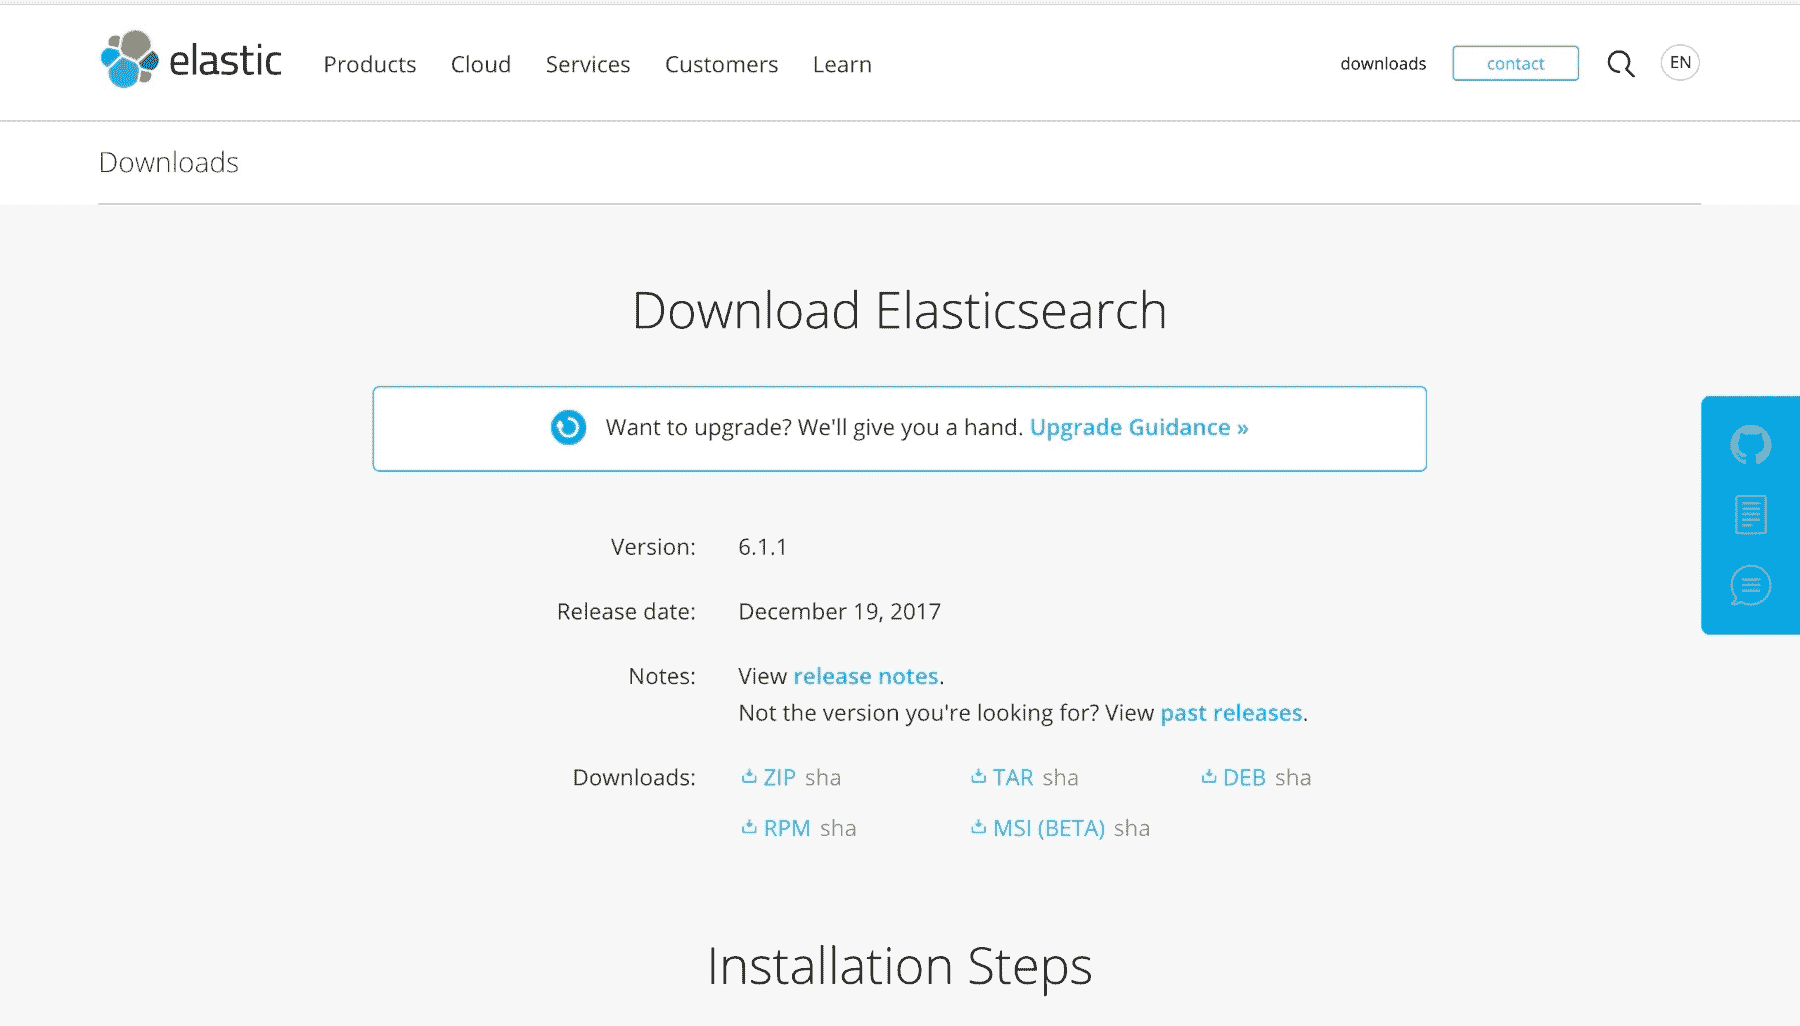 elastic Products Cloud Services Customers Learn downloads contact EN
Downloads
Download Elasticsearch
Want to upgrade? We'll give you a hand. Upgrade Guidance »
Version: 6.1.1
Release date: December 19, 2017
Notes: View release notes.
Not the version you're looking for? View past releases.
Downloads: ZIP sha TAR sha DEB sha
RPM sha MSI (BETA) sha
Installation Steps